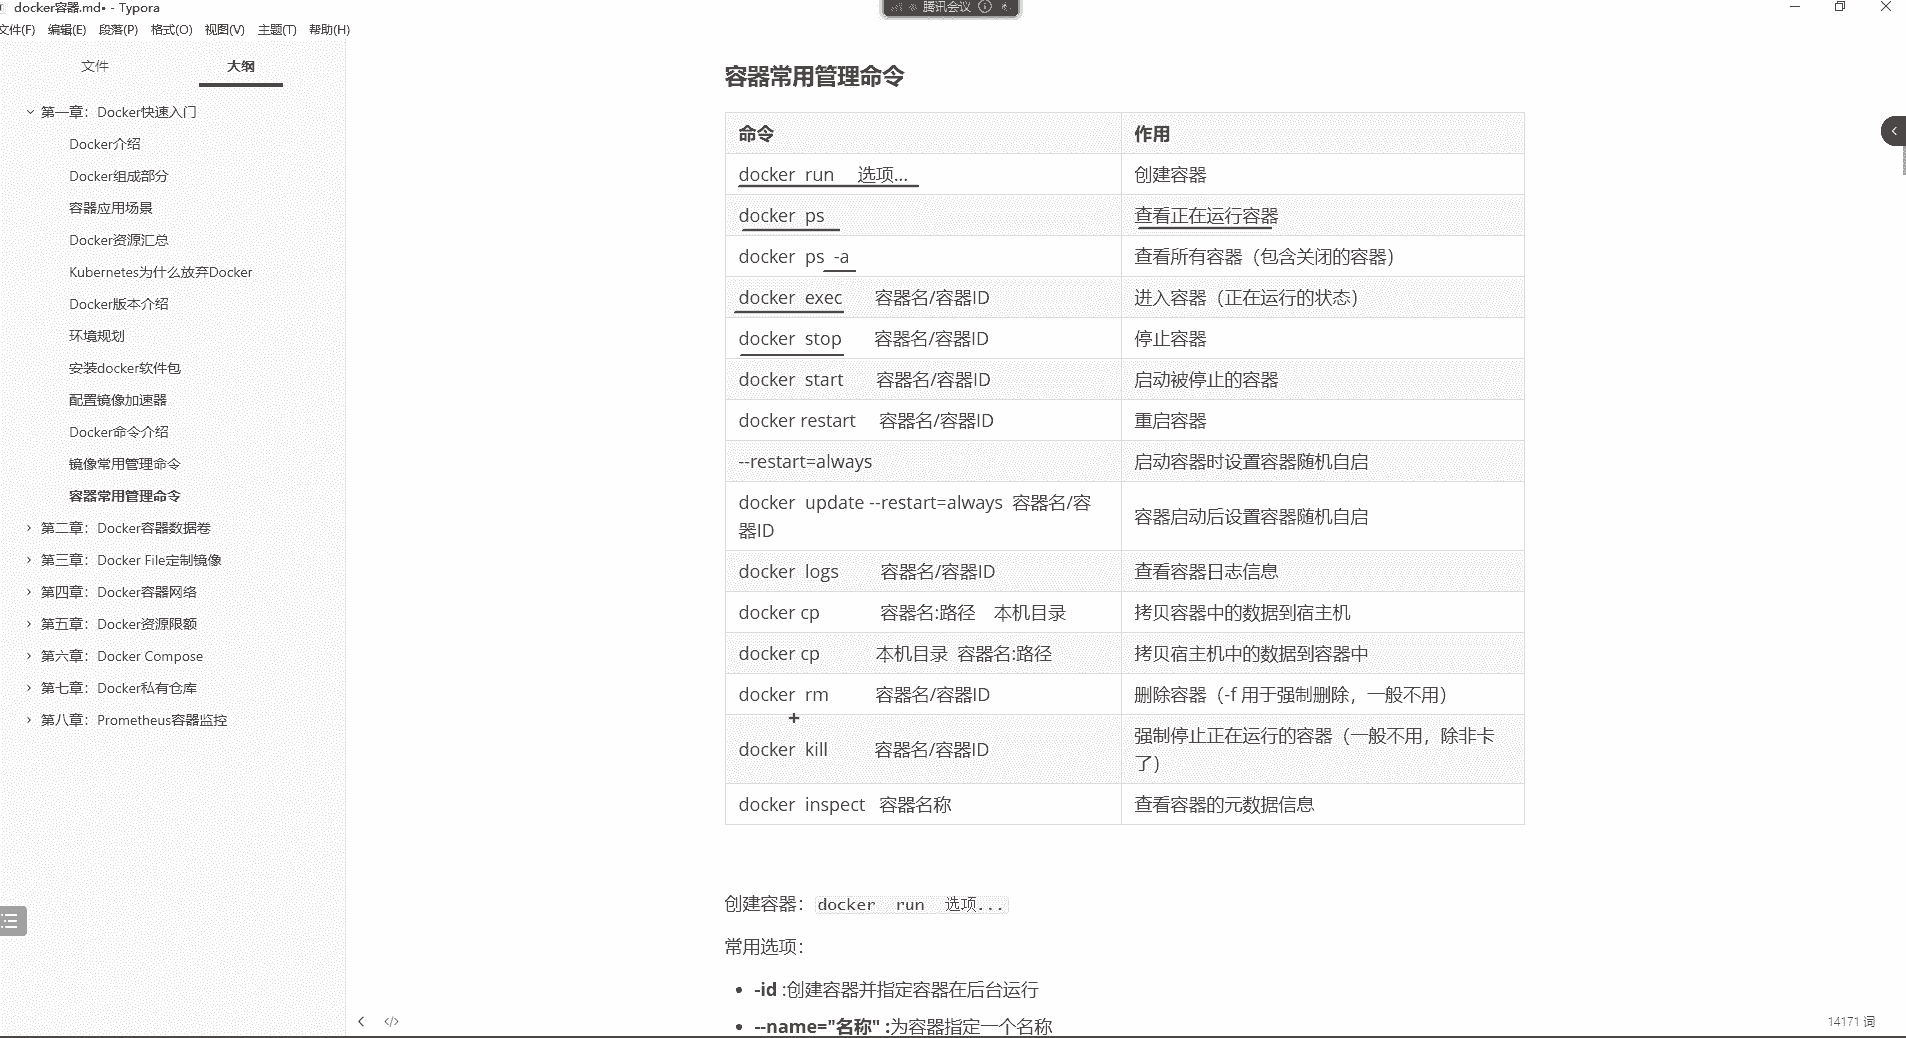 docker容器.md• - Typora
腾讯会议
文件(F) 编辑(E) 段落(P) 格式(O) 视图(V) 主题(T) 帮助(H)
文件 大纲
第一章：Docker快速入门
Docker介绍
Docker组成部分
容器应用场景
Docker资源汇总
Kubernetes为什么放弃Docker
Docker版本介绍
环境规划
安装docker软件包
配置镜像加速器
Docker命令介绍
镜像常用管理命令
容器常用管理命令
第二章：Docker容器数据卷
第三章：Docker File定制镜像
第四章：Docker容器网络
第五章：Docker资源限额
第六章：Docker Compose
第七章：Docker私有仓库
第八章：Prometheus容器监控
容器常用管理命令
命令 作用
docker run 选项... 创建容器
docker ps 查看正在运行容器
docker ps -a 查看所有容器（包含关闭的容器）
docker exec 容器名/容器ID 进入容器（正在运行的状态）
docker stop 容器名/容器ID 停止容器
docker start 容器名/容器ID 启动被停止的容器
docker restart 容器名/容器ID 重启容器
--restart=always 启动容器时设置容器随机自启
docker update --restart=always 容器名/容
器ID 容器启动后设置容器随机自启
docker logs 容器名/容器ID 查看容器日志信息
docker cp 容器名:路径 本机目录 拷贝容器中的数据到宿主机
docker cp 本机目录 容器名:路径 拷贝宿主机中的数据到容器中
docker rm 容器名/容器ID 删除容器（-f 用于强制删除，一般不用）
docker kill 容器名/容器ID 强制停止正在运行的容器（一般不用，除非卡
了）
docker inspect 容器名称 查看容器的元数据信息
创建容器：docker run 选项...
常用选项：
-id :创建容器并指定容器在后台运行
--name="名称" :为容器指定一个名称
14171 词